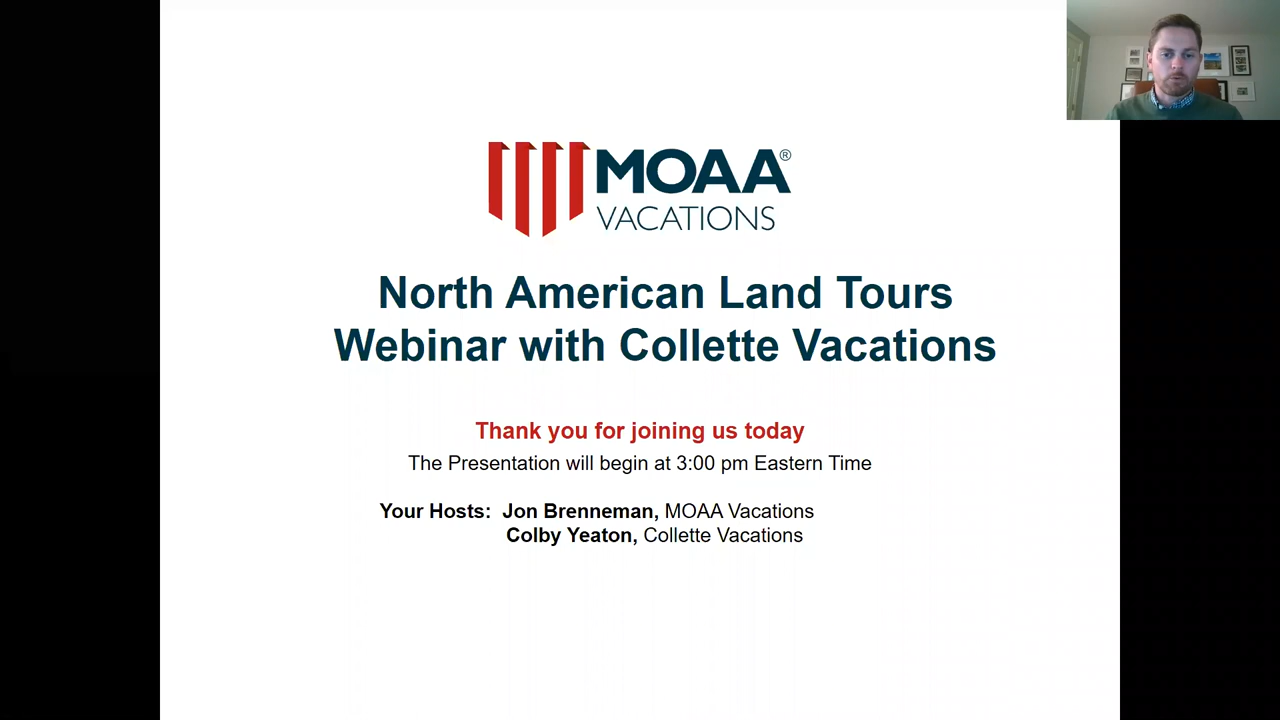 MOAA®
VACATIONS
North American Land Tours
Webinar with Collette Vacations
Thank you for joining us today
The Presentation will begin at 3:00 pm Eastern Time
Your Hosts: Jon Brenneman, MOAA Vacations
Colby Yeaton, Collette Vacations